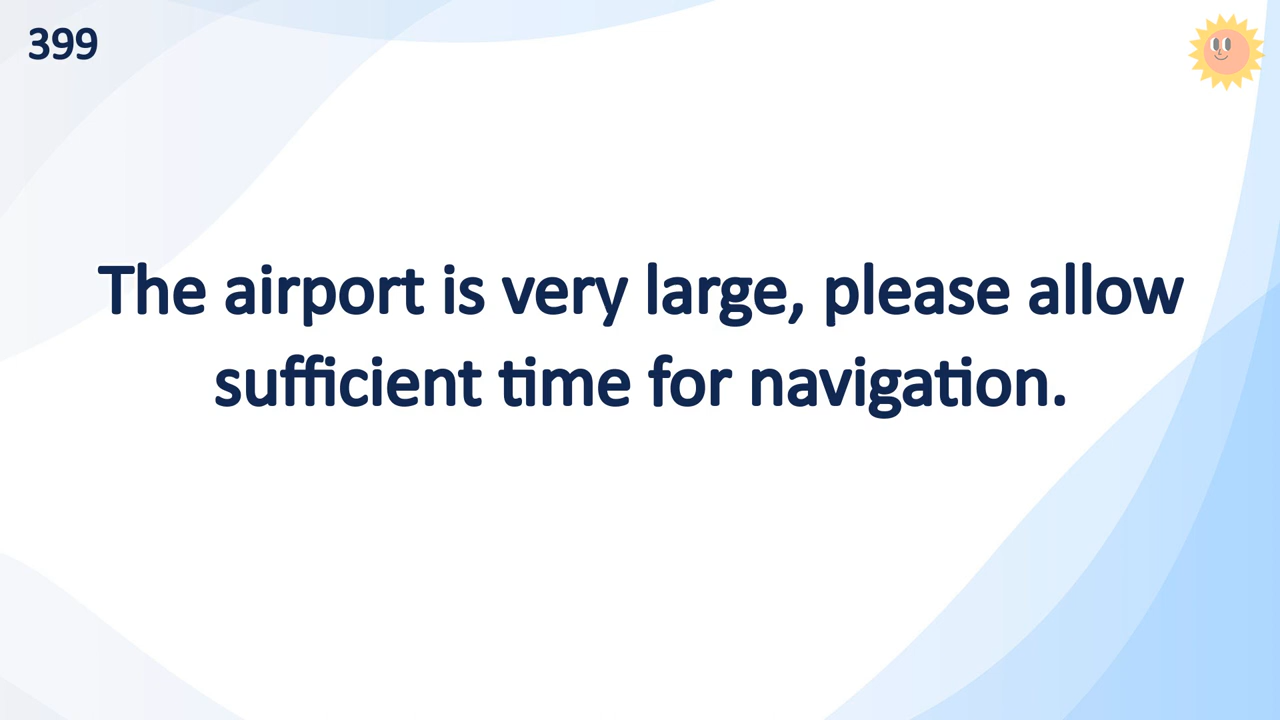 399
The airport is very large, please allow
sufficient time for navigation.